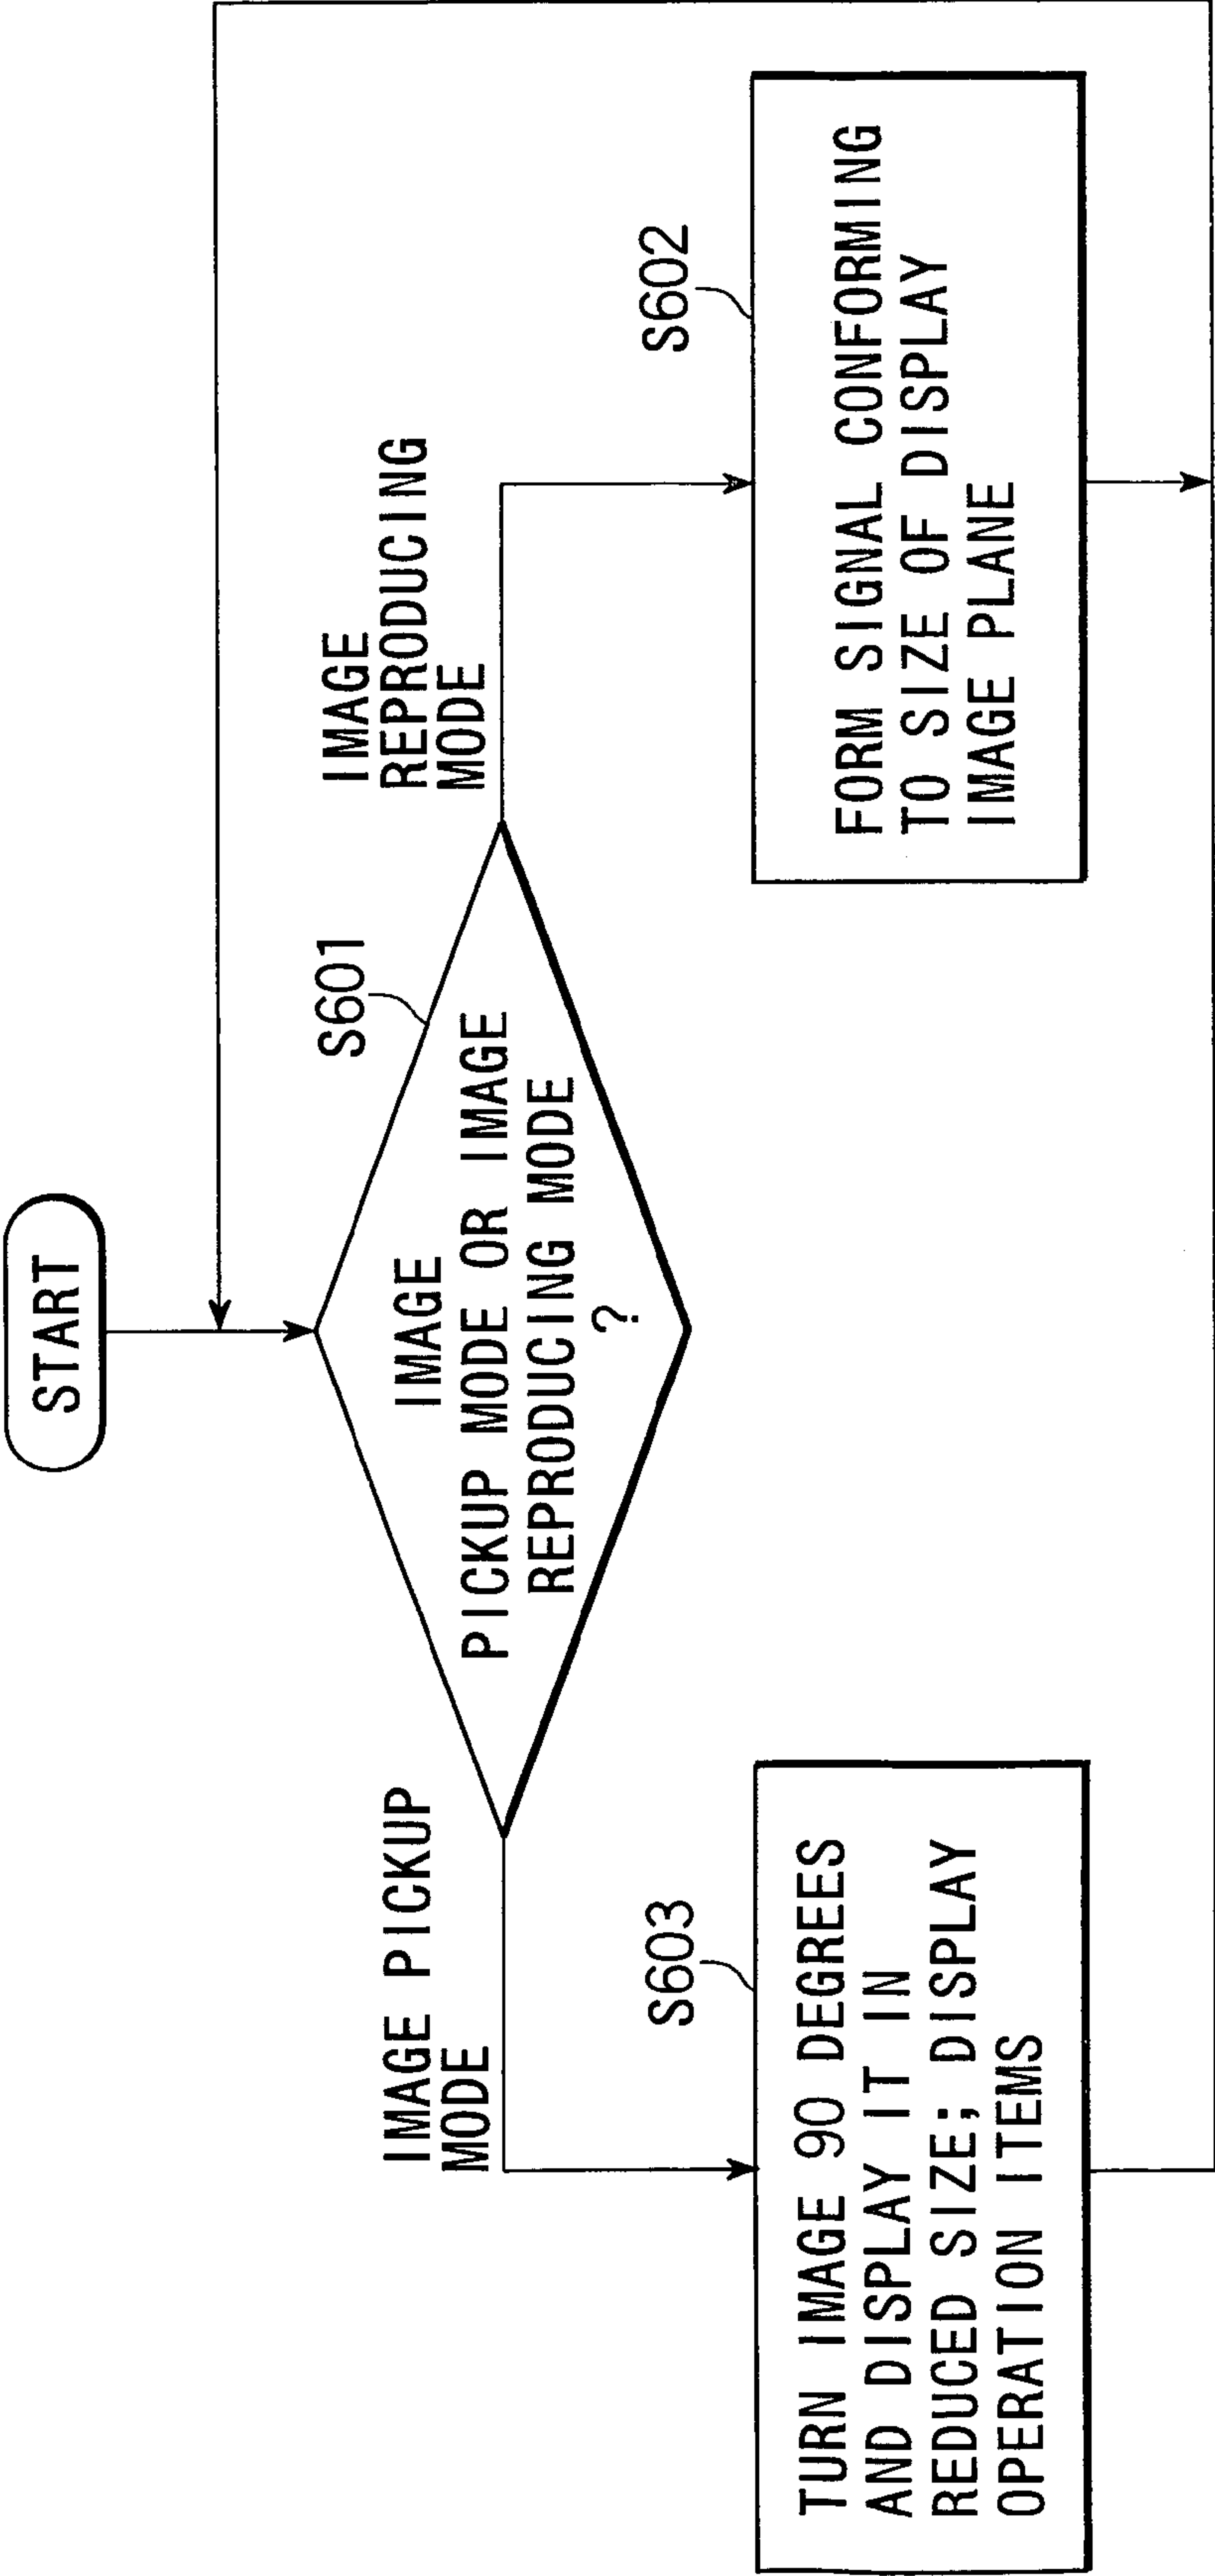 START
S601
IMAGE
PICKUP MODE OR IMAGE
REPRODUCING MODE
?
IMAGE PICKUP
MODE
IMAGE
REPRODUCING
MODE
S603
TURN IMAGE 90 DEGREES
AND DISPLAY IT IN
REDUCED SIZE; DISPLAY
OPERATION ITEMS
S602
FORM SIGNAL CONFORMING
TO SIZE OF DISPLAY
IMAGE PLANE